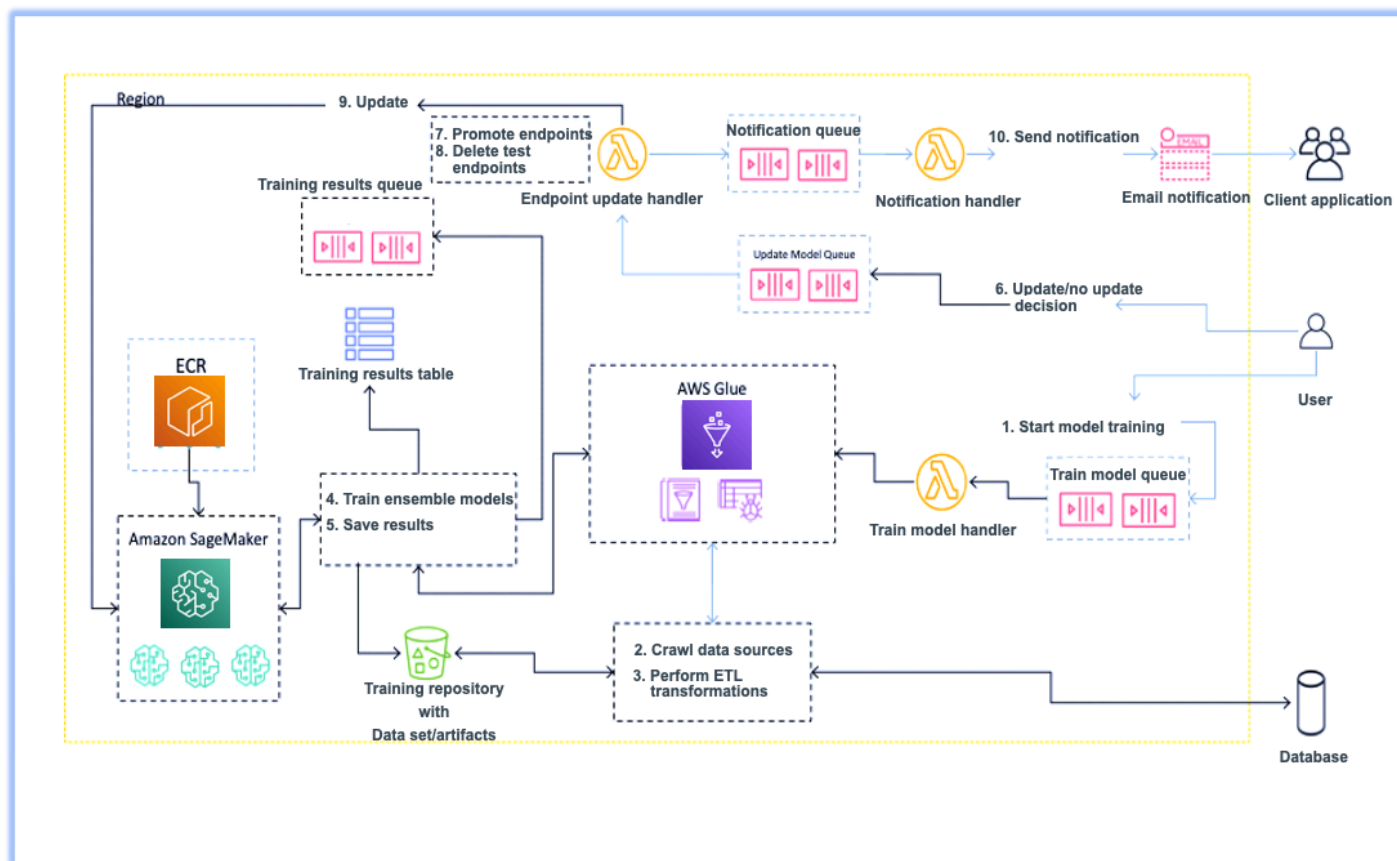 Region
9. Update
7. Promote endpoints
8. Delete test
endpoints
Endpoint update handler
Notification queue
Notification handler
10. Send notification
EMAIL
Email notification
Client application
Training results queue
Update Model Queue
6. Update/no update
decision
User
Training results table
ECR
AWS Glue
1. Start model training
Train model queue
Train model handler
4. Train ensemble models
5. Save results
Amazon SageMaker
2. Crawl data sources
3. Perform ETL
transformations
Training repository
with
Data set/artifacts
Database